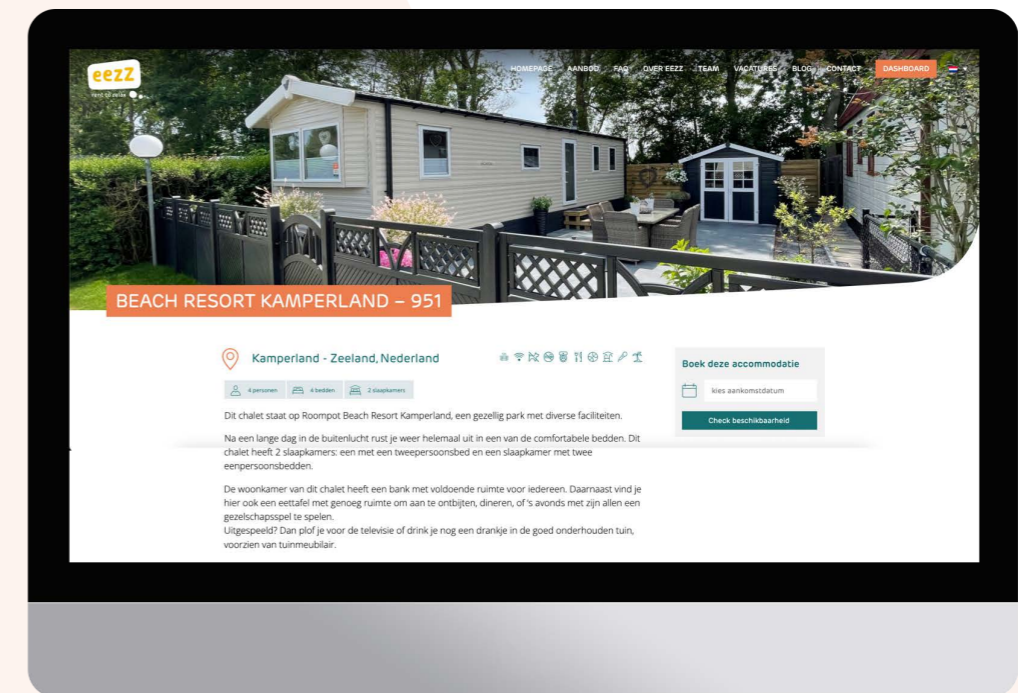 eezz
HOMEPAGE AANBOD FAQ OVER EEZZ TEAM VACATURES BLOG CONTACT DASHBOARD
BEACH RESORT KAMPERLAND – 951
Kamperland - Zeeland, Nederland
4 personen 4 bedden 2 slaapkamers
Dit chalet staat op Roompot Beach Resort Kamperland, een gezellig park met diverse faciliteiten.
Na een lange dag in de buitenlucht rust je weer helemaal uit in een van de comfortabele bedden. Dit
chalet heeft 2 slaapkamers: een met een tweepersoonsbed en een slaapkamer met twee
eenpersoonsbedden.
De woonkamer van dit chalet heeft een bank met voldoende ruimte voor iedereen. Daarnaast vind je
hier ook een eettafel met genoeg ruimte om aan te ontbijten, dineren, of 's avonds met zijn allen een
gezelschapsspel te spelen.
Uitgespeeld? Dan plof je voor de televisie of drink je nog een drankje in de goed onderhouden tuin,
voorzien van tuinmeubilair.
Boek deze accommodatie
kies aankomstdatum
Check beschikbaarheid